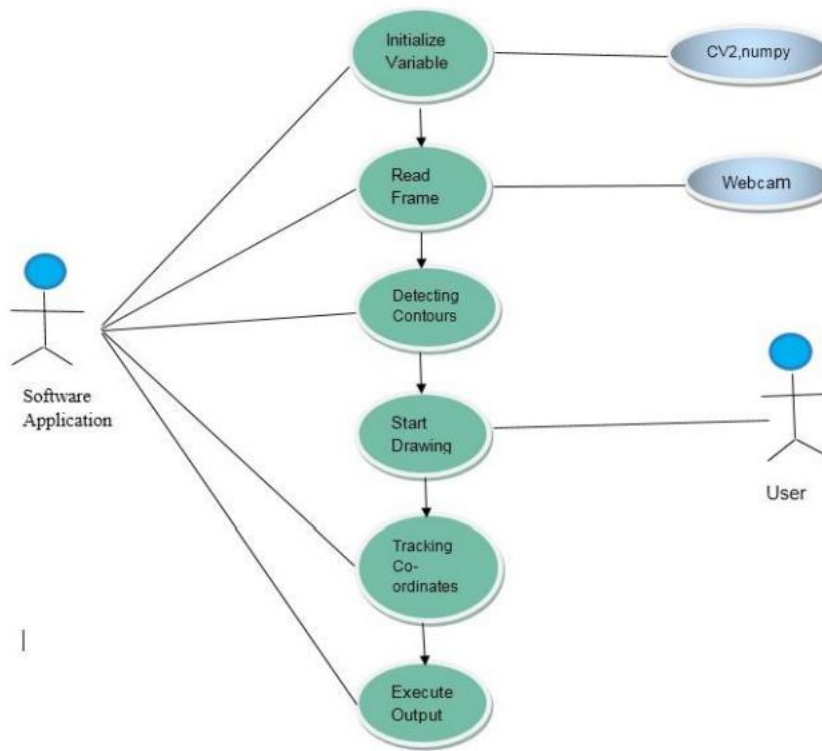 Initialize
Variable
CV2,numpy
Read
Frame
Webcam
Detecting
Contours
Software
Application
Start
Drawing
User
Tracking
Co-
ordinates
Execute
Output